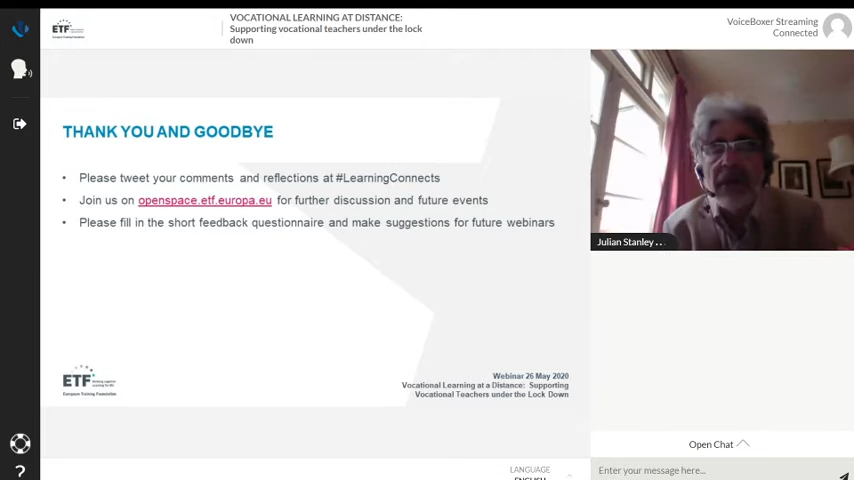 ETF
VOCATIONAL LEARNING AT DISTANCE:
Supporting vocational teachers under the lock
down
VoiceBoxer Streaming
Connected
THANK YOU AND GOODBYE
• Please tweet your comments and reflections at #LearningConnects
• Join us on openspace.etf.europa.eu for further discussion and future events
• Please fill in the short feedback questionnaire and make suggestions for future webinars
Julian Stanley ...
ETF
European Training Foundation
Webinar 26 May 2020
Vocational Learning at a Distance: Supporting
Vocational Teachers under the Lock Down
Open Chat
LANGUAGE
ENGLISH
Enter your message here...
?